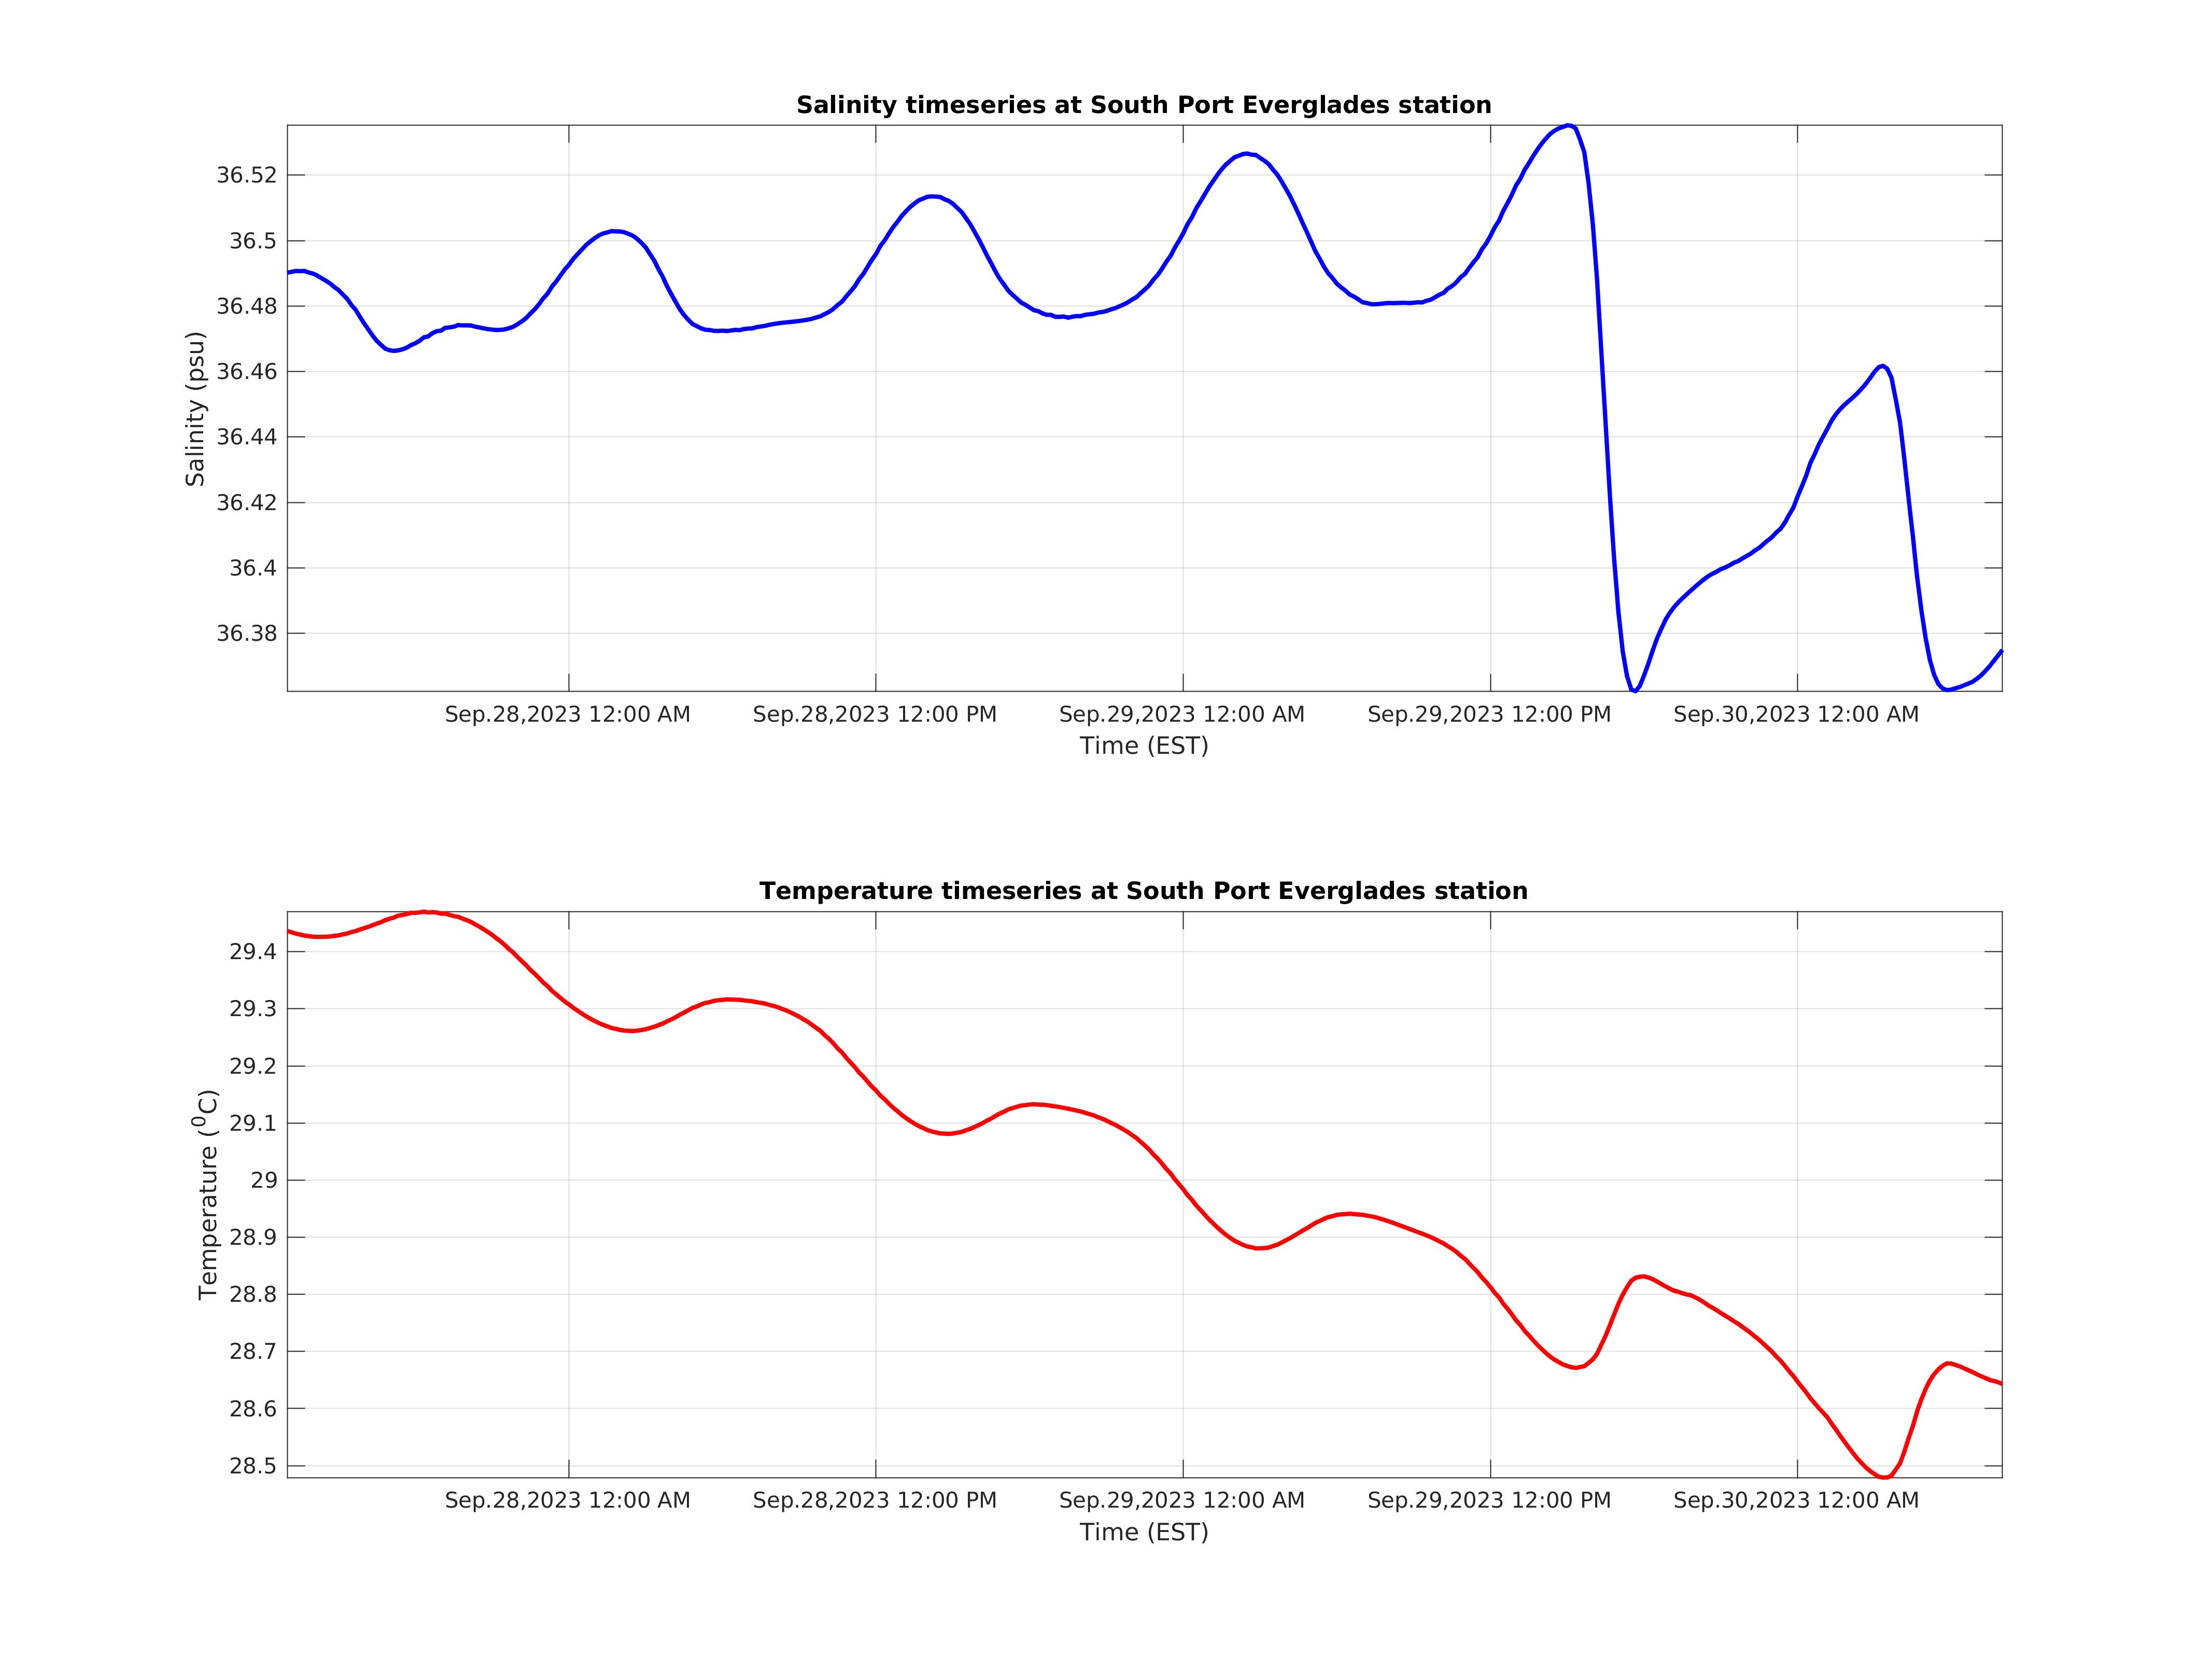 Salinity timeseries at South Port Everglades station
36.52
36.5
36.48
36.46
36.44
36.42
36.4
36.38
Salinity (psu)
Sep.28,2023 12:00 AM Sep.28,2023 12:00 PM Sep.29,2023 12:00 AM Sep.29,2023 12:00 PM Sep.30,2023 12:00 AM
Time (EST)
Temperature timeseries at South Port Everglades station
29.4
29.3
29.2
29.1
29
28.9
28.8
28.7
28.6
28.5
Temperature (⁰C)
Sep.28,2023 12:00 AM Sep.28,2023 12:00 PM Sep.29,2023 12:00 AM Sep.29,2023 12:00 PM Sep.30,2023 12:00 AM
Time (EST)